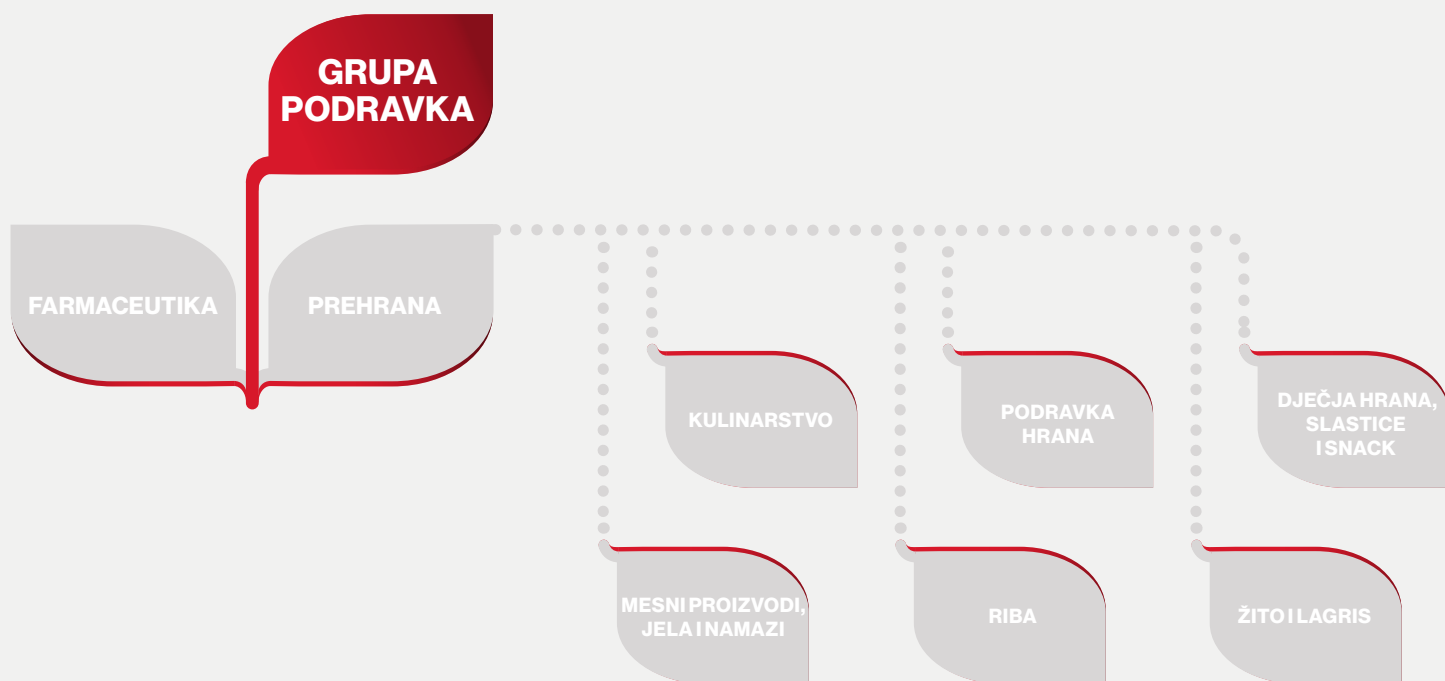 GRUPA
PODRAVKA
FARMACEUTIKA
PREHRANA
KULINARSTVO
PODRAVKA
HRANA
DJEČJA HRANA,
SLASTICE
I SNACK
MESNI PROIZVODI,
JELA I NAMAZI
RIBA
ŽITO I LAGRIS